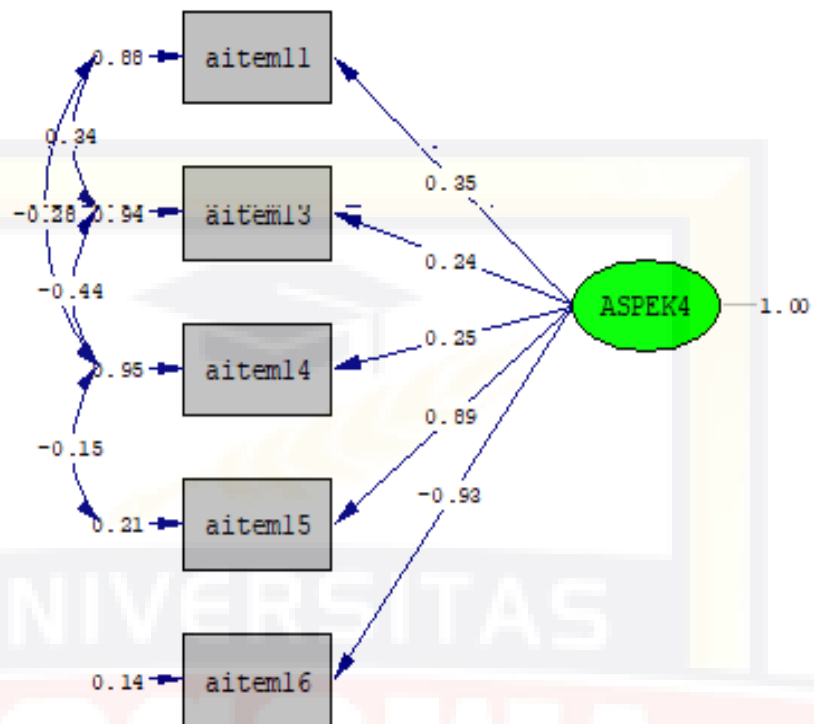 0.88 aitem11
0.34
0.35
0.94 aitem13
0.24
-0.44
ASPEK4 1.00
0.25
0.95 aitem14
0.89
-0.15
-0.93
0.21 aitem15
NIVERSITAS
0.14 aitem16